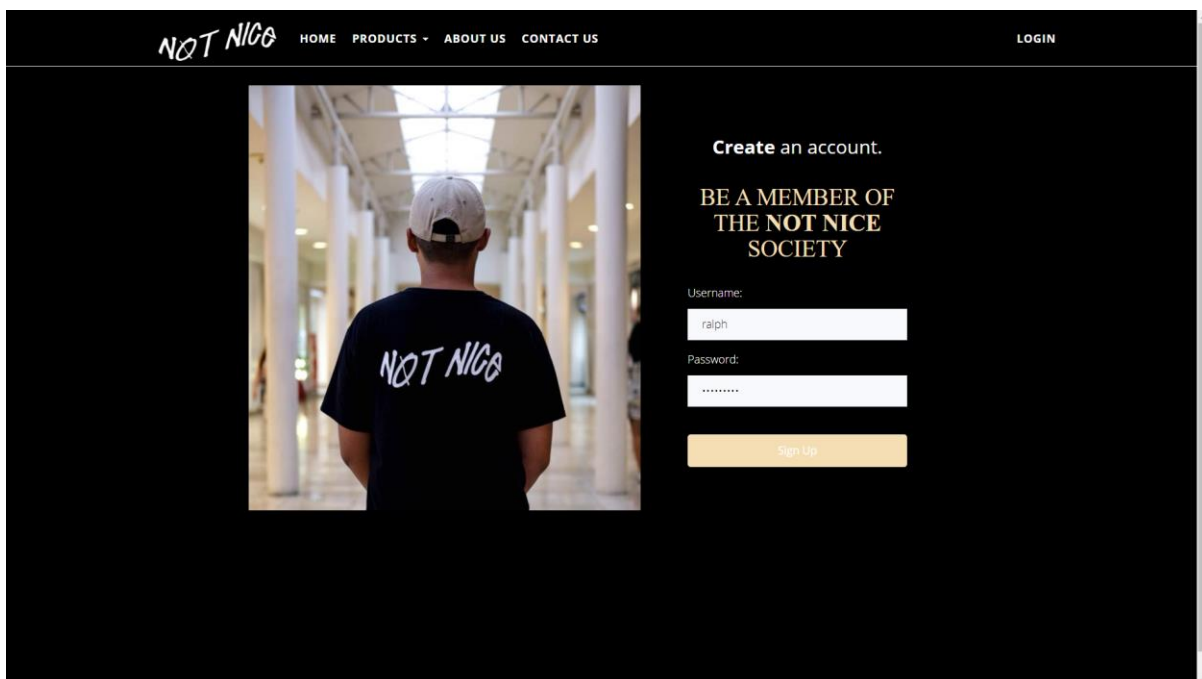 NOT NICE HOME PRODUCTS ABOUT US CONTACT US LOGIN
Create an account.
BE A MEMBER OF
THE NOT NICE
SOCIETY
NOT NICE
Username:
ralph
Password:
·········
Sign Up